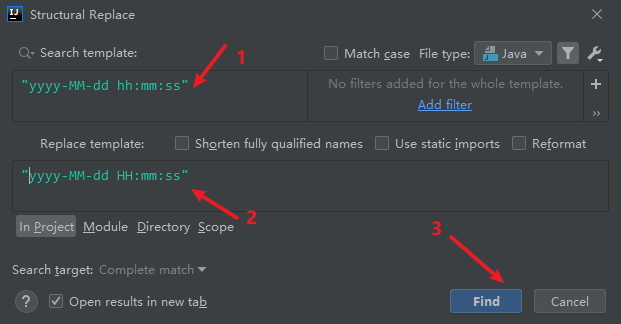 IJ Structural Replace
Search template: Match case File type: Java
1
"yyyy-MM-dd hh:mm:ss"
No filters added for the whole template.
Add filter
Replace template: Shorten fully qualified names Use static imports Reformat
"yyyy-MM-dd HH:mm:ss"
2
In Project Module Directory Scope
3
Search target: Complete match
? Open results in new tab Find Cancel